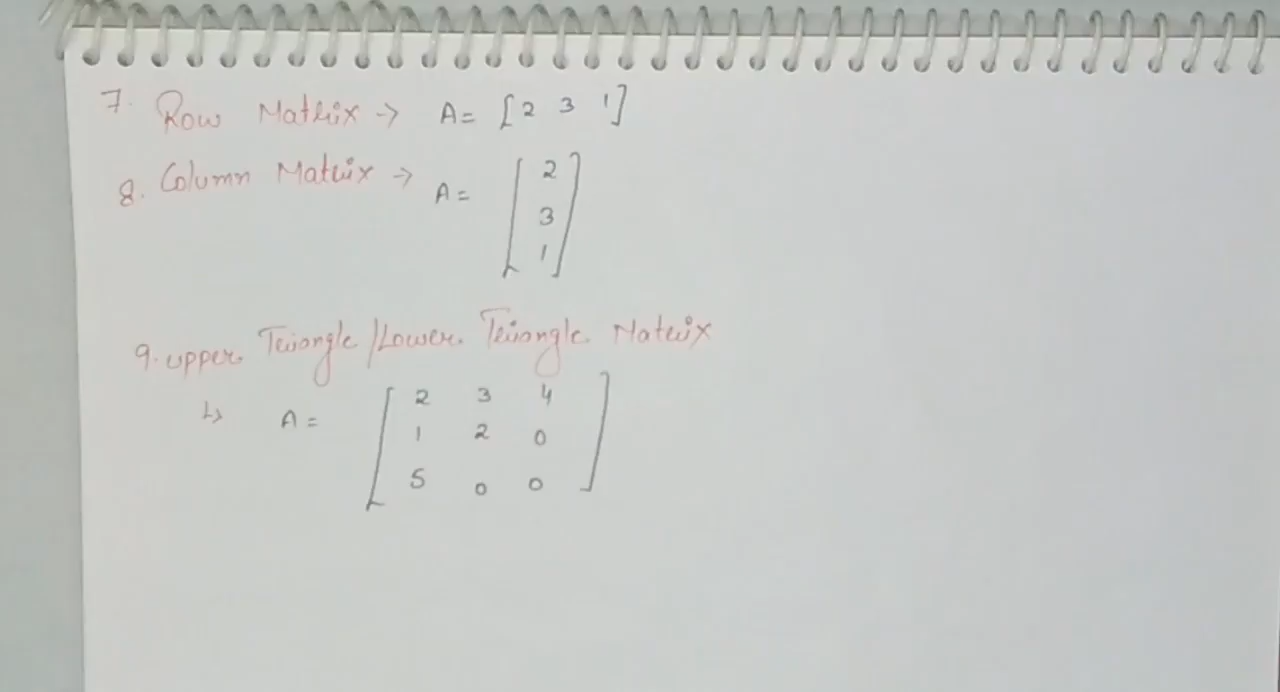 7. Row Matrix → A= [2 3 1]
8. Column Matrix → A= [2
3
1]
9. upper Triangle /Lower Triangle Matrix
↳ A= [2 3 4
1 2 0
5 0 0]